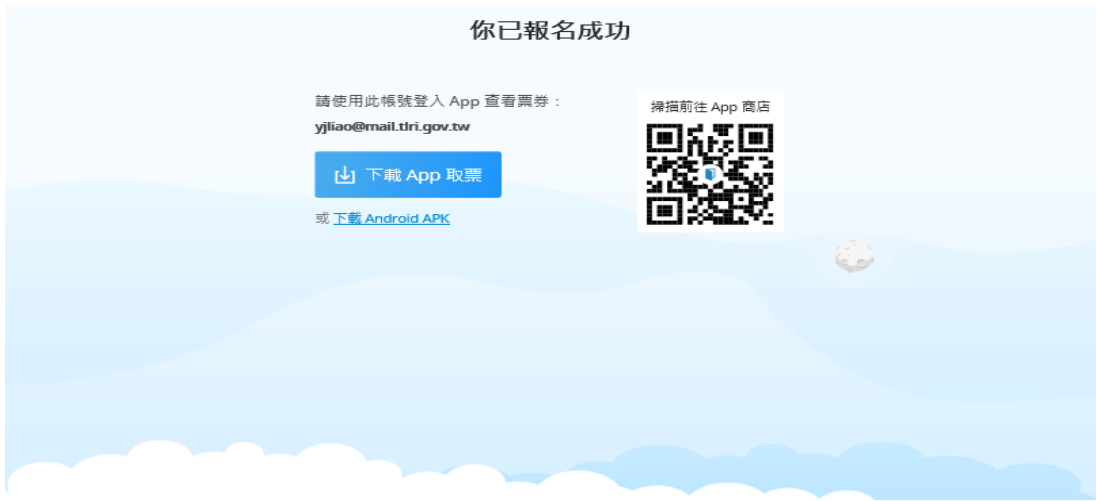 你已報名成功
請使用此帳號登入 App 查看票券：
yjliao@mail.tlri.gov.tw
下載 App 取票
或 下載 Android APK
掃描前往 App 商店